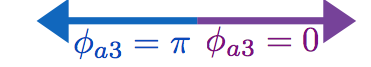 ϕ_{a3} = π ϕ_{a3} = 0